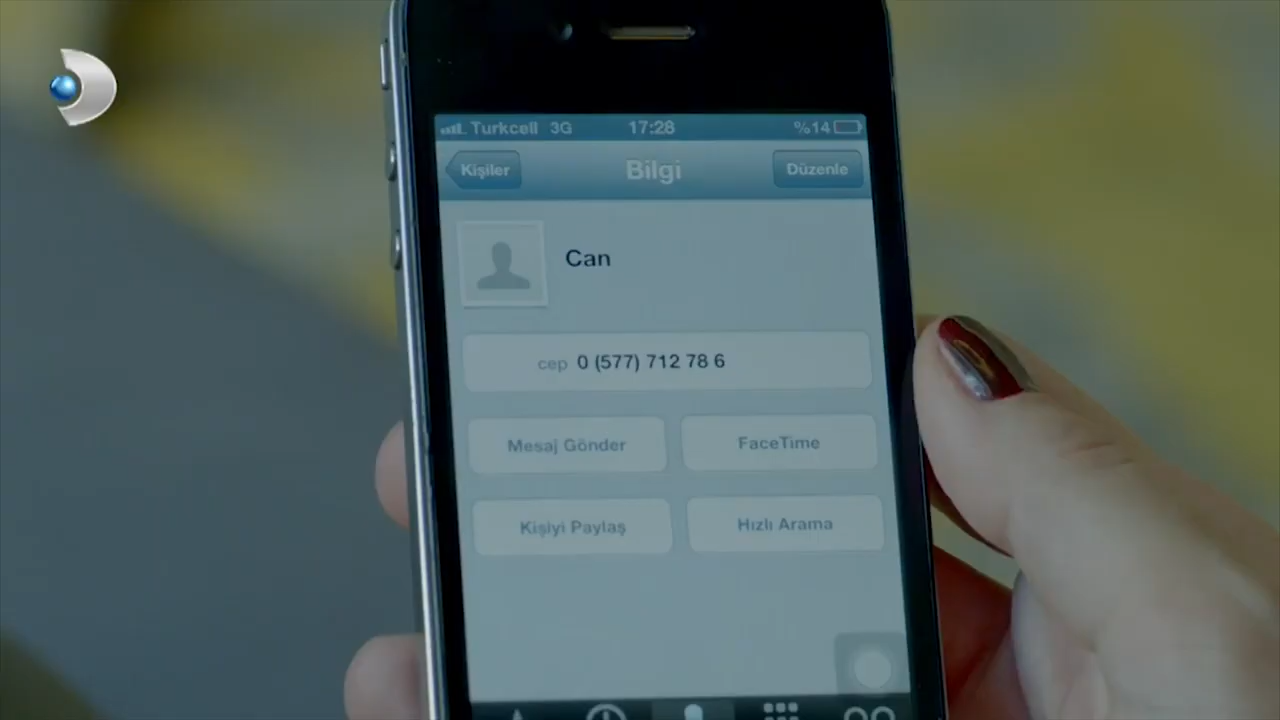 Turkcell 3G 17:28 %14
Kişiler Bilgi Düzenle
Can
cep 0 (577) 712 78 6
Mesaj Gönder FaceTime
Kişiyi Paylaş Hızlı Arama